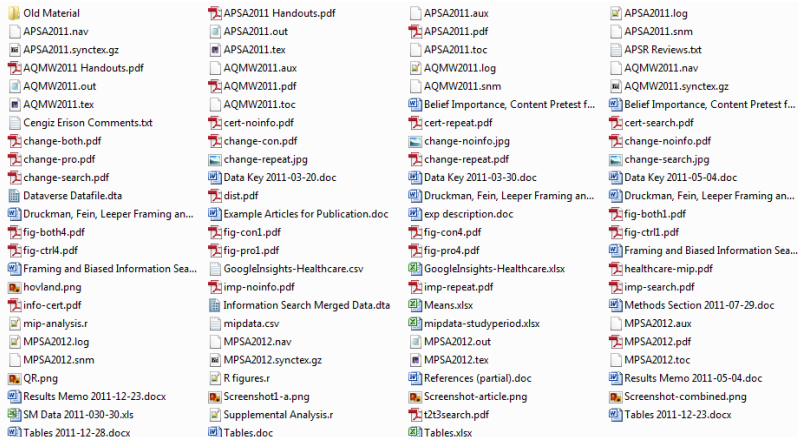 Old Material APSA2011 Handouts.pdf APSA2011.aux APSA2011.log
APSA2011.nav APSA2011.out APSA2011.pdf APSA2011.snm
APSA2011.synctex.gz APSA2011.tex APSA2011.toc APSR Reviews.txt
AQMW2011 Handouts.pdf AQMW2011.aux AQMW2011.log AQMW2011.nav
AQMW2011.out AQMW2011.pdf AQMW2011.snm AQMW2011.synctex.gz
AQMW2011.tex AQMW2011.toc Belief Importance, Content Pretest f... Belief Importance, Content Pretest f...
Cengiz Erison Comments.txt cert-noinfo.pdf cert-repeat.pdf cert-search.pdf
change-both.pdf change-con.pdf change-noinfo.jpg change-noinfo.pdf
change-pro.pdf change-repeat.jpg change-repeat.pdf change-search.jpg
change-search.pdf Data Key 2011-03-20.doc Data Key 2011-03-30.doc Data Key 2011-05-04.doc
Dataverse Datafile.dta dist.pdf Druckman, Fein, Leeper Framing an... Druckman, Fein, Leeper Framing an...
Druckman, Fein, Leeper Framing an... Example Articles for Publication.doc exp description.doc fig-both1.pdf
fig-both4.pdf fig-con1.pdf fig-con4.pdf fig-ctrl1.pdf
fig-ctrl4.pdf fig-pro1.pdf fig-pro4.pdf Framing and Biased Information Sea...
Framing and Biased Information Sea... GoogleInsights-Healthcare.csv GoogleInsights-Healthcare.xlsx healthcare-mip.pdf
hovland.png imp-noinfo.pdf imp-repeat.pdf imp-search.pdf
info-cert.pdf Information Search Merged Data.dta Means.xlsx Methods Section 2011-07-29.doc
mip-analysis.r mipdata.csv mipdata-studyperiod.xlsx MPSA2012.aux
MPSA2012.log MPSA2012.nav MPSA2012.out MPSA2012.pdf
MPSA2012.snm MPSA2012.synctex.gz MPSA2012.tex MPSA2012.toc
QR.png R figures.r References (partial).doc Results Memo 2011-05-04.doc
Results Memo 2011-12-23.docx Screenshot1-a.png Screenshot-article.png Screenshot-combined.png
SM Data 2011-030-30.xls Supplemental Analysis.r t2t3search.pdf Tables 2011-12-23.docx
Tables 2011-12-28.docx Tables.doc Tables.xlsx